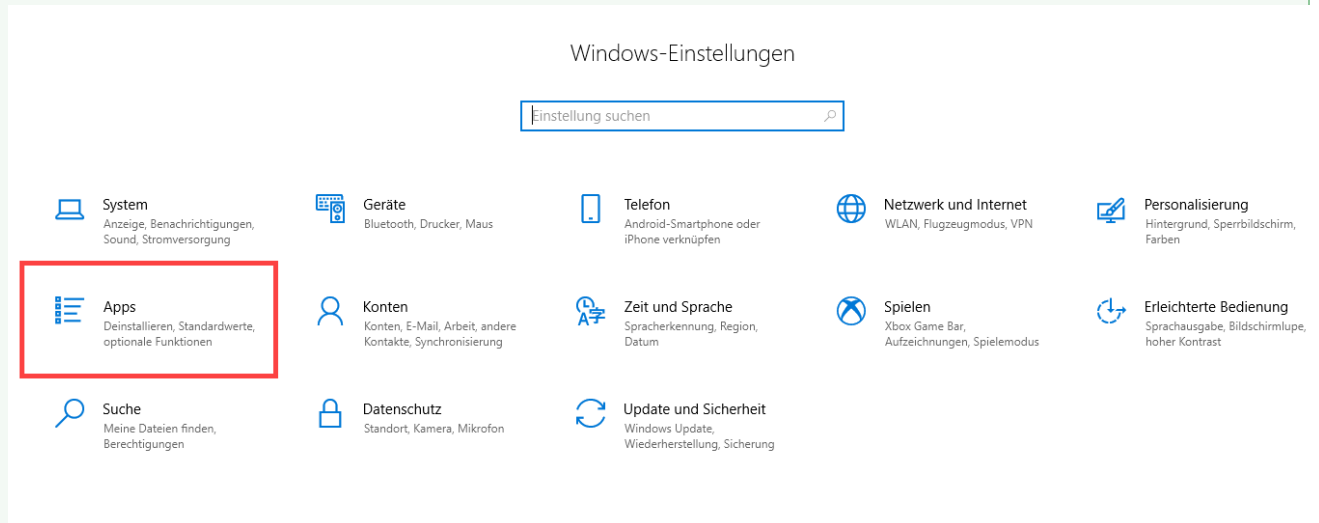 Windows-Einstellungen
Einstellung suchen
System
Anzeige, Benachrichtigungen,
Sound, Stromversorgung
Geräte
Bluetooth, Drucker, Maus
Telefon
Android-Smartphone oder
iPhone verknüpfen
Netzwerk und Internet
WLAN, Flugzeugmodus, VPN
Personalisierung
Hintergrund, Sperrbildschirm,
Farben
Apps
Deinstallieren, Standardwerte,
optionale Funktionen
Konten
Konten, E-Mail, Arbeit, andere
Kontakte, Synchronisierung
Zeit und Sprache
Spracherkennung, Region,
Datum
Spielen
Xbox Game Bar,
Aufzeichnungen, Spielemodus
Erleichterte Bedienung
Sprachausgabe, Bildschirmlupe,
hoher Kontrast
Suche
Meine Dateien finden,
Berechtigungen
Datenschutz
Standort, Kamera, Mikrofon
Update und Sicherheit
Windows Update,
Wiederherstellung, Sicherung